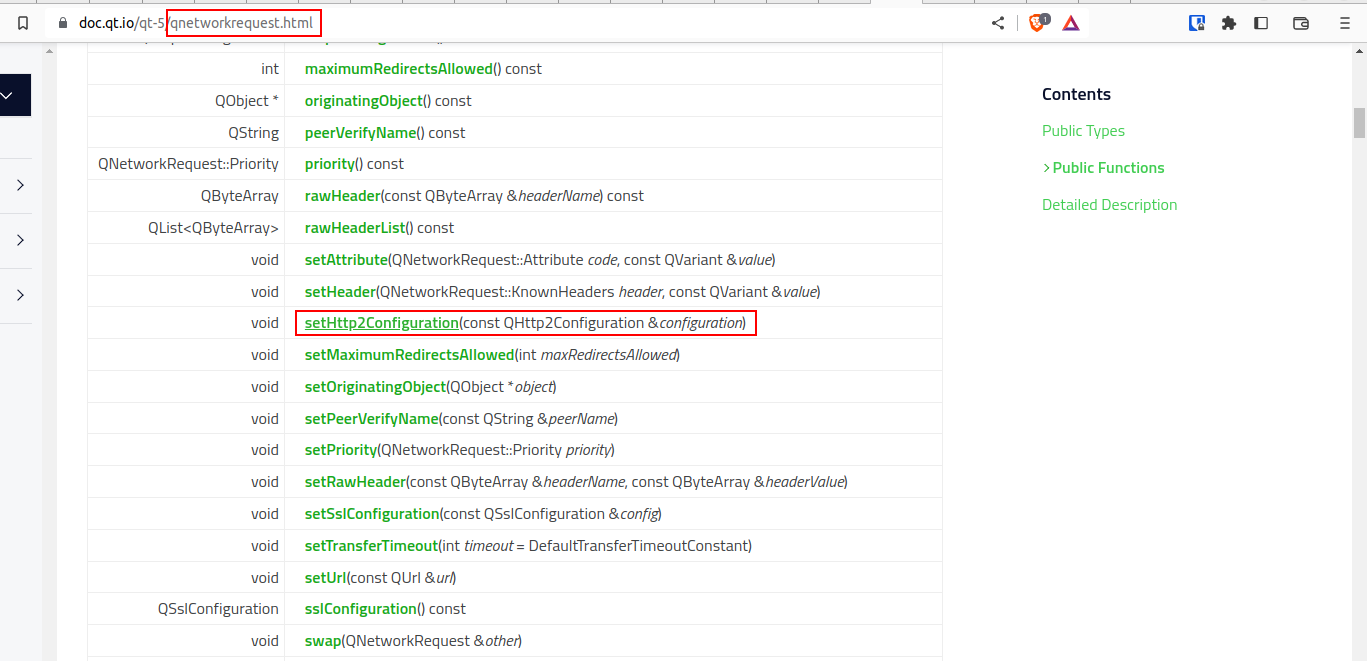 doc.qt.io/qt-5/qnetworkrequest.html 1
int maximumRedirectsAllowed() const
QObject * originatingObject() const
QString peerVerifyName() const
QNetworkRequest::Priority priority() const
QByteArray rawHeader(const QByteArray &headerName) const
QList<QByteArray> rawHeaderList() const
void setAttribute(QNetworkRequest::Attribute code, const QVariant &value)
void setHeader(QNetworkRequest::KnownHeaders header, const QVariant &value)
void setHttp2Configuration(const QHttp2Configuration &configuration)
void setMaximumRedirectsAllowed(int maxRedirectsAllowed)
void setOriginatingObject(QObject *object)
void setPeerVerifyName(const QString &peerName)
void setPriority(QNetworkRequest::Priority priority)
void setRawHeader(const QByteArray &headerName, const QByteArray &headerValue)
void setSslConfiguration(const QSslConfiguration &config)
void setTransferTimeout(int timeout = DefaultTransferTimeoutConstant)
void setUrl(const QUrl &url)
QSslConfiguration sslConfiguration() const
void swap(QNetworkRequest &other)
Contents
Public Types
Public Functions
Detailed Description